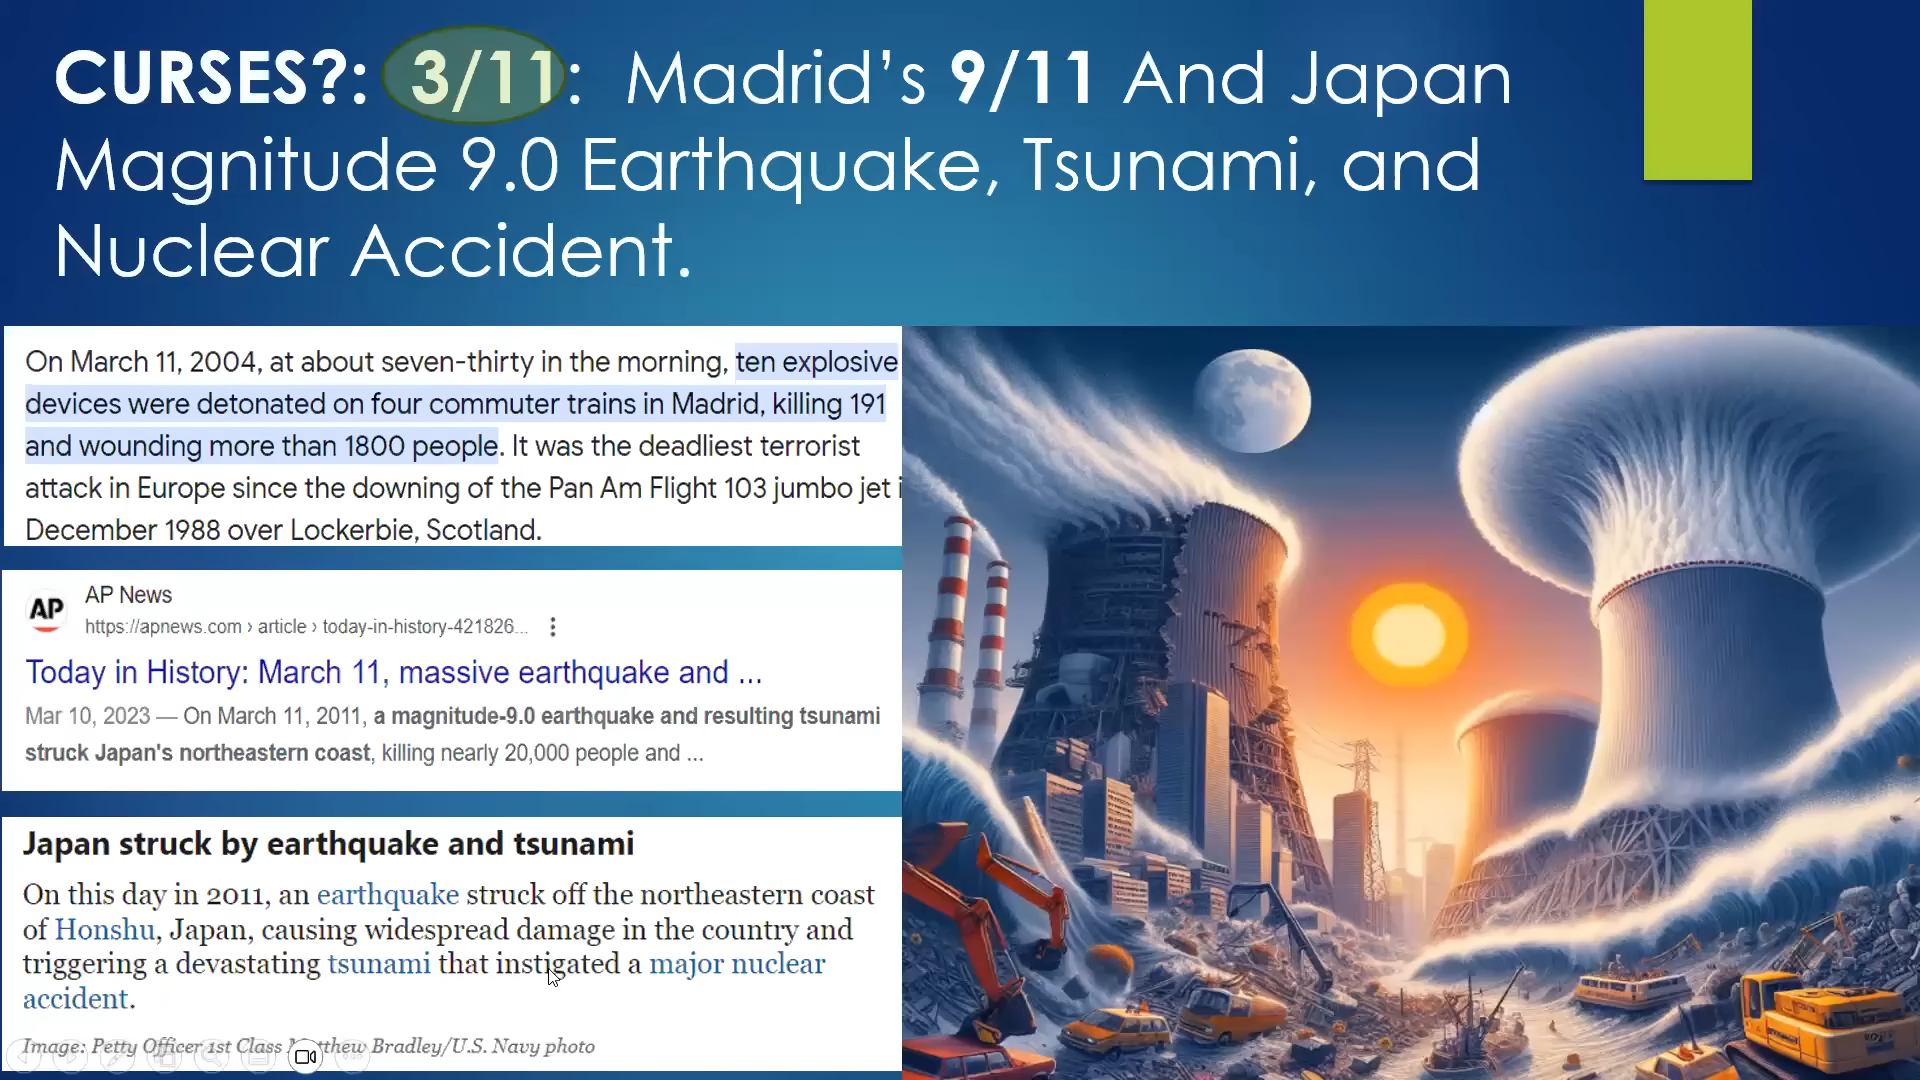 CURSES?: 3/11: Madrid’s 9/11 And Japan
Magnitude 9.0 Earthquake, Tsunami, and
Nuclear Accident.
On March 11, 2004, at about seven-thirty in the morning, ten explosive
devices were detonated on four commuter trains in Madrid, killing 191
and wounding more than 1800 people. It was the deadliest terrorist
attack in Europe since the downing of the Pan Am Flight 103 jumbo jet
December 1988 over Lockerbie, Scotland.
AP
AP News
https://apnews.com › article › today-in-history-421826...
Today in History: March 11, massive earthquake and ...
Mar 10, 2023 — On March 11, 2011, a magnitude-9.0 earthquake and resulting tsunami
struck Japan's northeastern coast, killing nearly 20,000 people and ...
Japan struck by earthquake and tsunami
On this day in 2011, an earthquake struck off the northeastern coast
of Honshu, Japan, causing widespread damage in the country and
triggering a devastating tsunami that instigated a major nuclear
accident.
Image: Petty Officer 1st Class Bradley/U.S. Navy photo